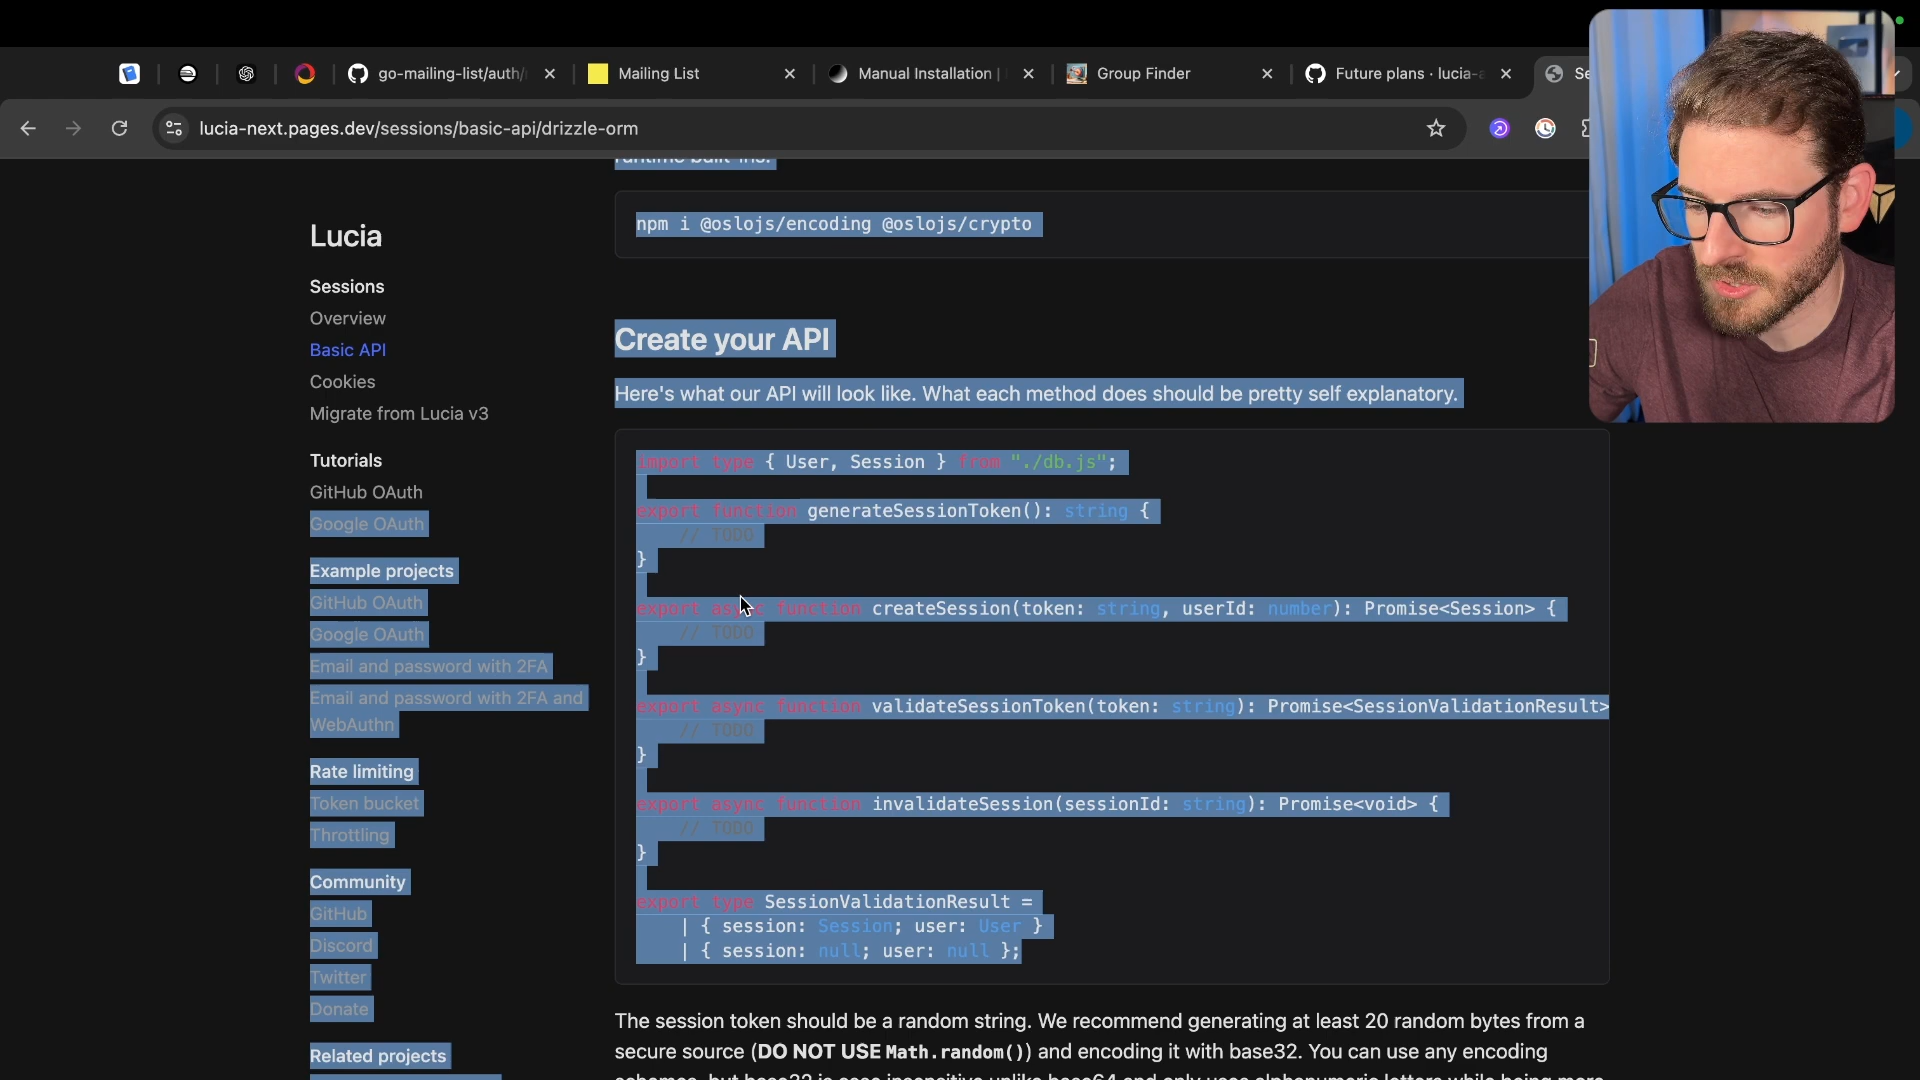 go-mailing-list/auth/
Mailing List
Manual Installation |
Group Finder
Future plans · lucia-a
Se
lucia-next.pages.dev/sessions/basic-api/drizzle-orm
runtime built-ins.
npm i @oslojs/encoding @oslojs/crypto
Lucia
Sessions
Overview
Basic API
Cookies
Migrate from Lucia v3
Tutorials
GitHub OAuth
Google OAuth
Example projects
GitHub OAuth
Google OAuth
Email and password with 2FA
Email and password with 2FA and
WebAuthn
Rate limiting
Token bucket
Throttling
Community
GitHub
Discord
Twitter
Donate
Related projects
Create your API
Here's what our API will look like. What each method does should be pretty self explanatory.
import type { User, Session } from "./db.js";
export function generateSessionToken(): string {
// TODO
}
export async function createSession(token: string, userId: number): Promise<Session> {
// TODO
}
export async function validateSessionToken(token: string): Promise<SessionValidationResult>
// TODO
}
export async function invalidateSession(sessionId: string): Promise<void> {
// TODO
}
export type SessionValidationResult =
| { session: Session; user: User }
| { session: null; user: null };
The session token should be a random string. We recommend generating at least 20 random bytes from a
secure source (DO NOT USE Math.random()) and encoding it with base32. You can use any encoding